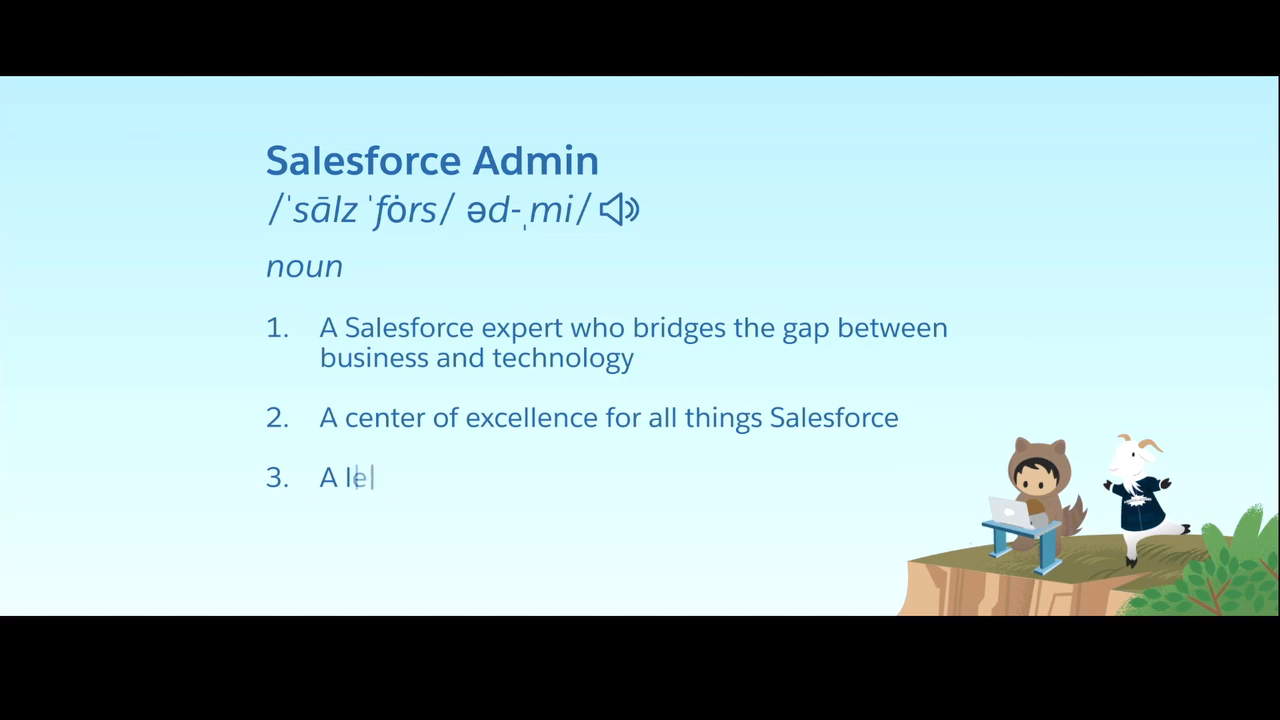 Salesforce Admin
/ˈsālz ˈfȯrs/ əd-ˌmi/
noun
1. A Salesforce expert who bridges the gap between
business and technology
2. A center of excellence for all things Salesforce
3. A